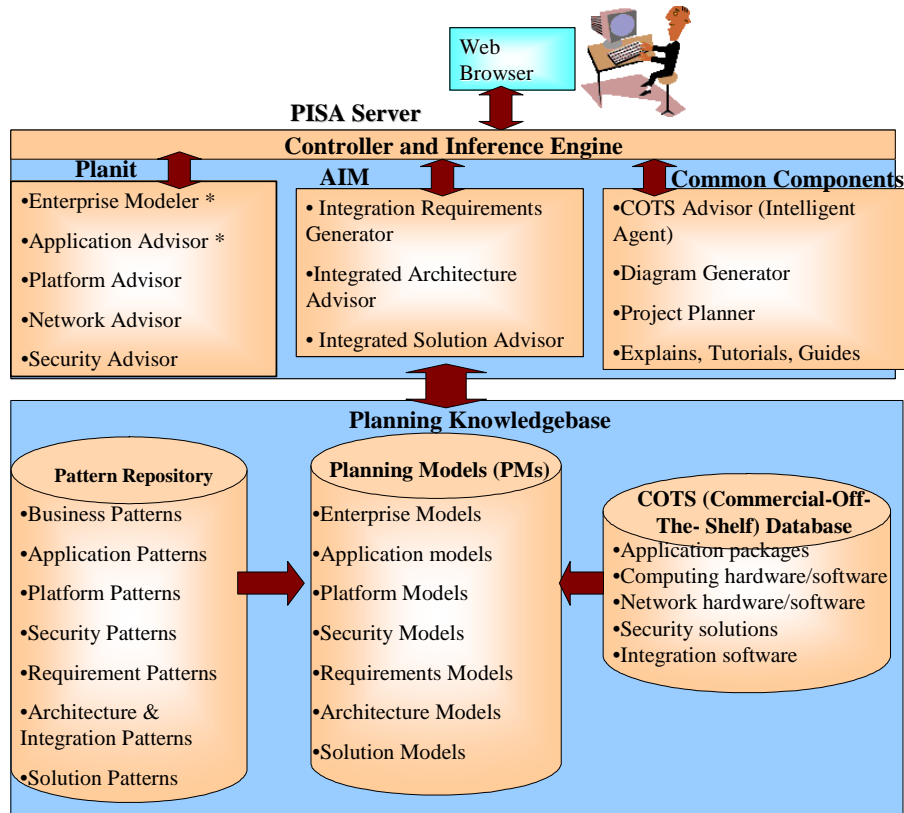 Web
Browser
PISA Server
Controller and Inference Engine
Planit
•Enterprise Modeler *
•Application Advisor *
•Platform Advisor
•Network Advisor
•Security Advisor
AIM
• Integration Requirements
Generator
•Integrated Architecture
Advisor
• Integrated Solution Advisor
Common Components
•COTS Advisor (Intelligent
Agent)
•Diagram Generator
•Project Planner
•Explains, Tutorials, Guides
Planning Knowledgebase
Pattern Repository
•Business Patterns
•Application Patterns
•Platform Patterns
•Security Patterns
•Requirement Patterns
•Architecture &
Integration Patterns
•Solution Patterns
Planning Models (PMs)
•Enterprise Models
•Application models
•Platform Models
•Security Models
•Requirements Models
•Architecture Models
•Solution Models
COTS (Commercial-Off-
The- Shelf) Database
•Application packages
•Computing hardware/software
•Network hardware/software
•Security solutions
•Integration software